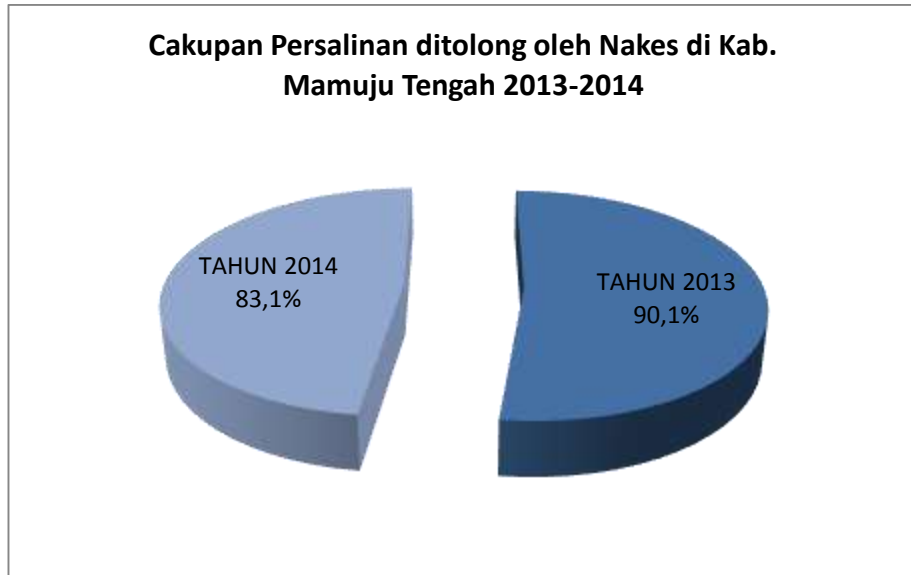 Cakupan Persalinan ditolong oleh Nakes di Kab.
Mamuju Tengah 2013-2014
TAHUN 2014
83,1%
TAHUN 2013
90,1%